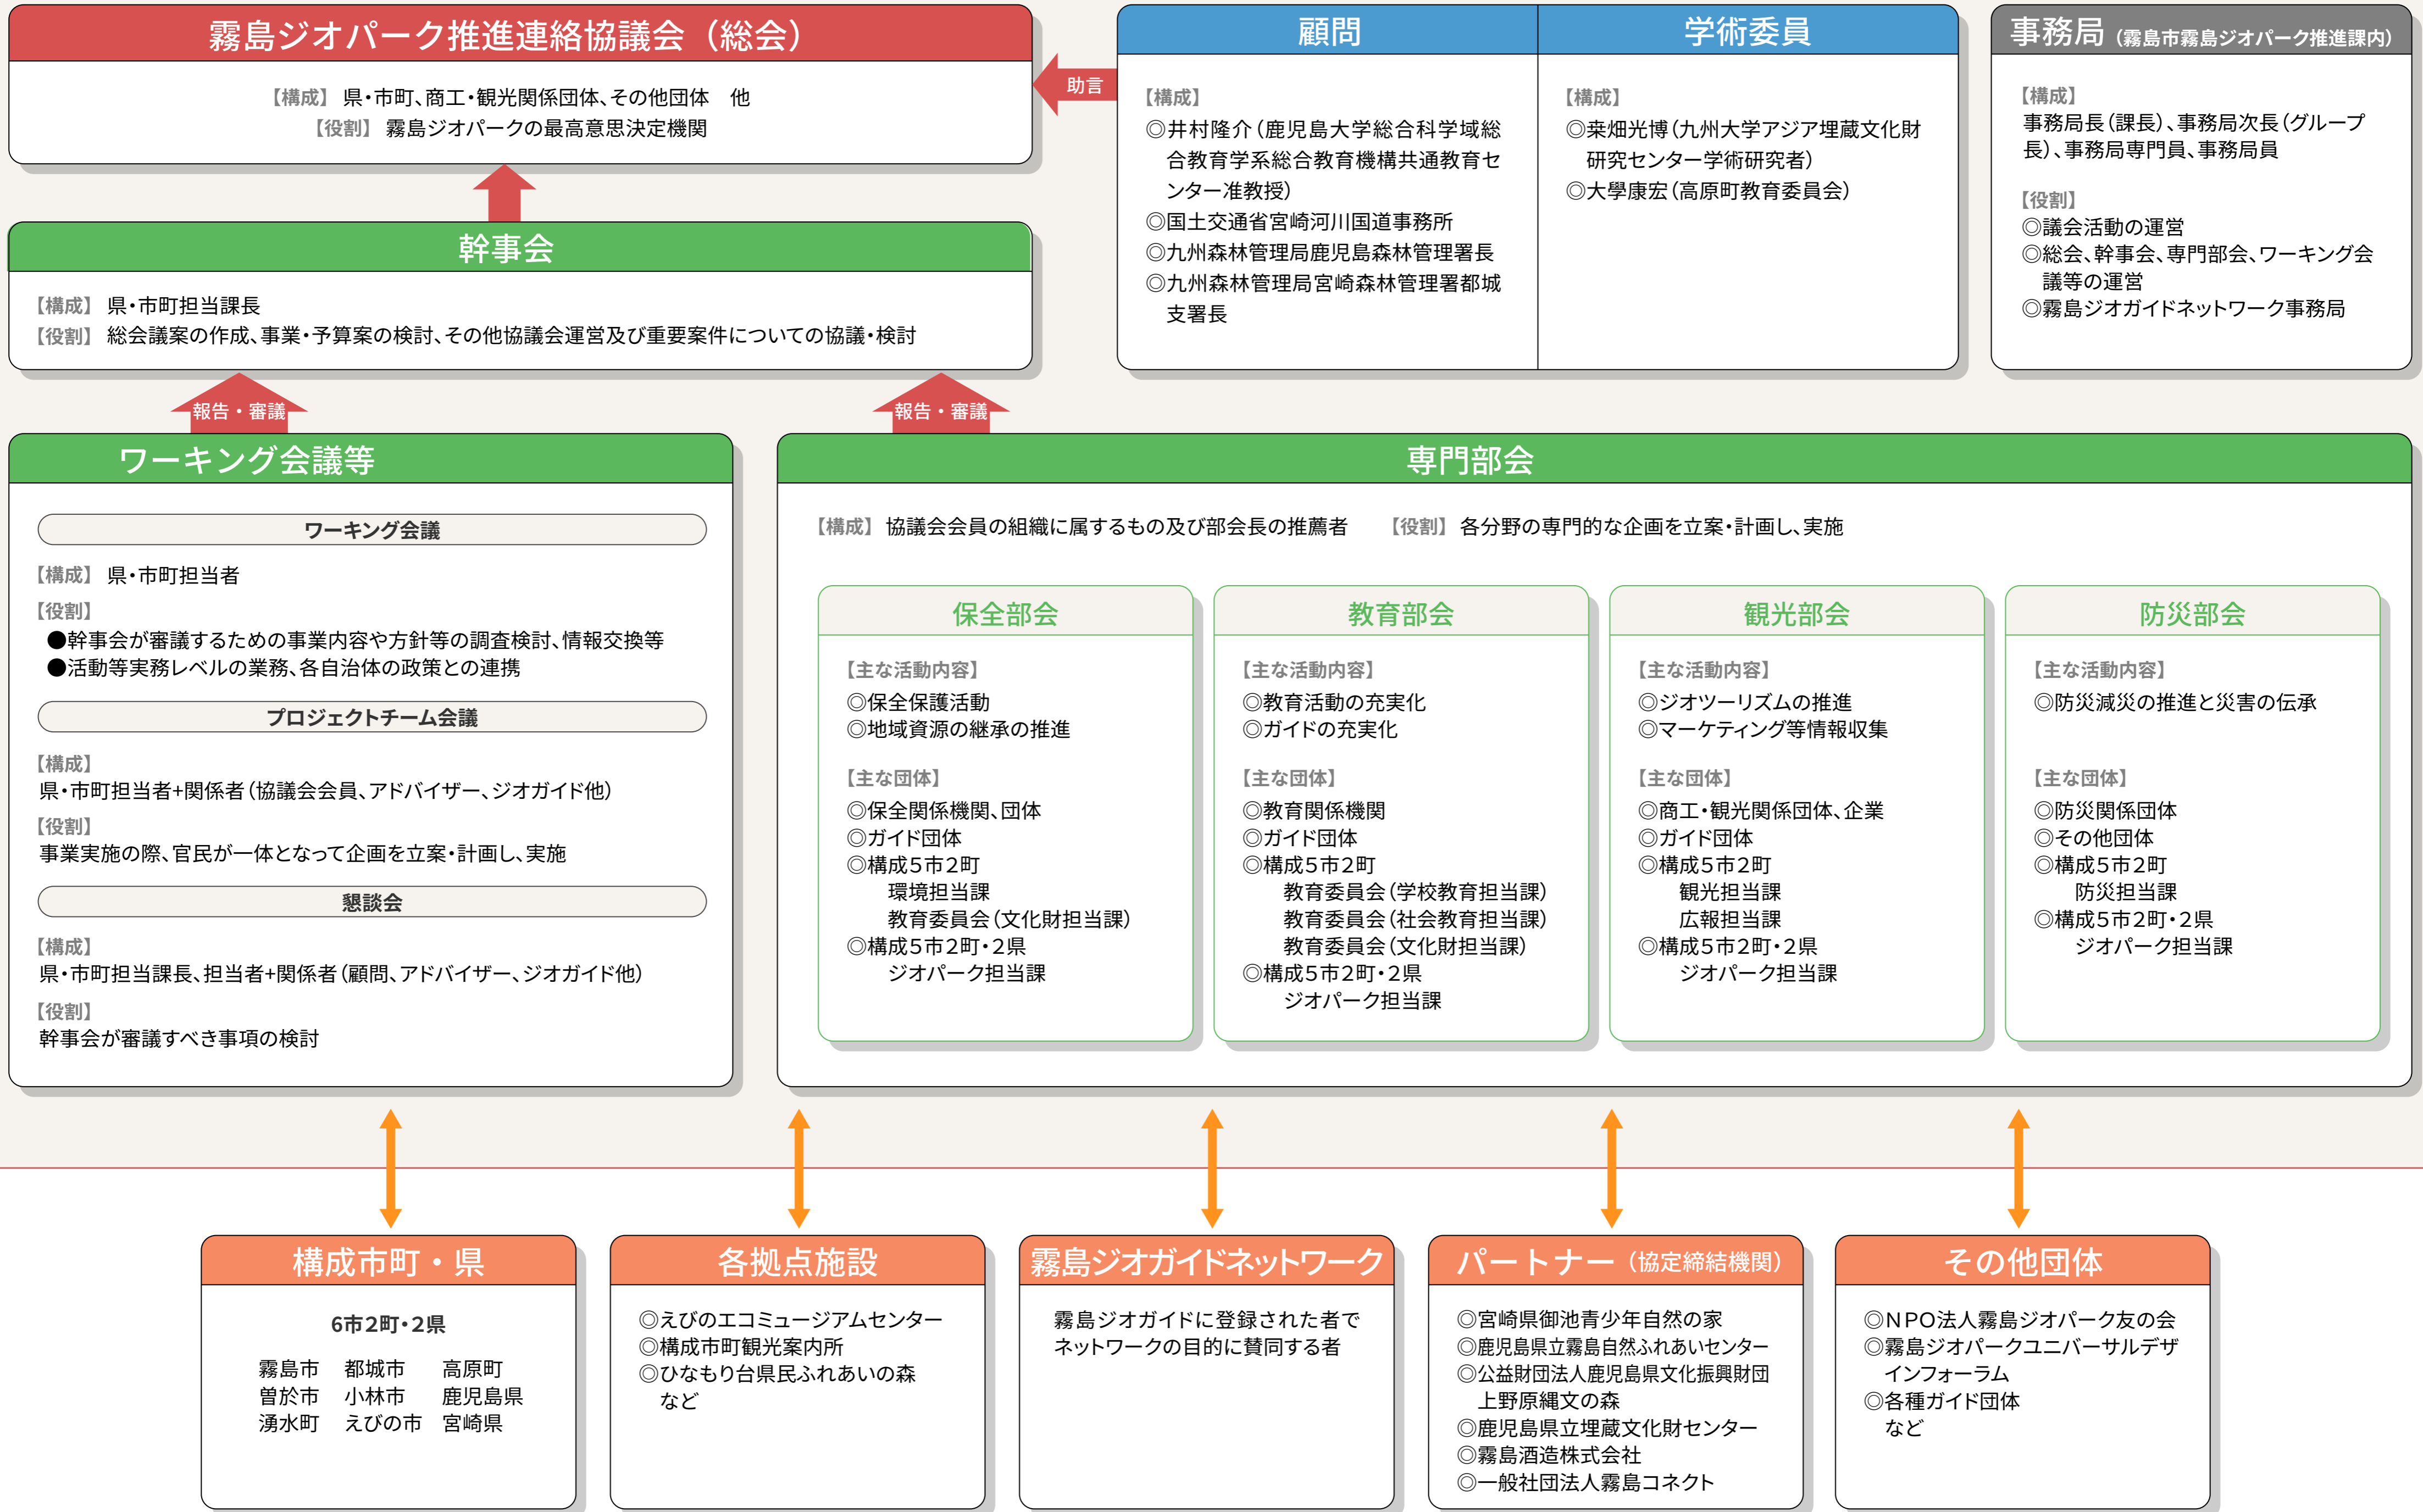 霧島ジオパーク推進連絡協議会（総会）
【構成】 県・市町、商工・観光関係団体、その他団体　他
【役割】 霧島ジオパークの最高意思決定機関
助言
顧問
【構成】
◎井村隆介（鹿児島大学総合科学域総
合教育学系総合教育機構共通教育セ
ンター准教授）
◎国土交通省宮崎河川国道事務所
◎九州森林管理局鹿児島森林管理署長
◎九州森林管理局宮崎森林管理署都城
支署長
学術委員
【構成】
◎桒畑光博（九州大学アジア埋蔵文化財
研究センター学術研究者）
◎大學康宏（高原町教育委員会）
事務局（霧島市霧島ジオパーク推進課内）
【構成】
事務局長（課長）、事務局次長（グループ
長）、事務局専門員、事務局員
【役割】
◎議会活動の運営
◎総会、幹事会、専門部会、ワーキング会
議等の運営
◎霧島ジオガイドネットワーク事務局
幹事会
【構成】 県・市町担当課長
【役割】 総会議案の作成、事業・予算案の検討、その他協議会運営及び重要案件についての協議・検討
報告・審議
報告・審議
ワーキング会議等
ワーキング会議
【構成】 県・市町担当者
【役割】
●幹事会が審議するための事業内容や方針等の調査検討、情報交換等
●活動等実務レベルの業務、各自治体の政策との連携
プロジェクトチーム会議
【構成】
県・市町担当者+関係者（協議会会員、アドバイザー、ジオガイド他）
【役割】
事業実施の際、官民が一体となって企画を立案・計画し、実施
懇談会
【構成】
県・市町担当課長、担当者+関係者（顧問、アドバイザー、ジオガイド他）
【役割】
幹事会が審議すべき事項の検討
専門部会
【構成】 協議会会員の組織に属するもの及び部会長の推薦者　【役割】 各分野の専門的な企画を立案・計画し、実施
保全部会
【主な活動内容】
◎保全保護活動
◎地域資源の継承の推進
【主な団体】
◎保全関係機関、団体
◎ガイド団体
◎構成５市２町
環境担当課
教育委員会（文化財担当課）
◎構成５市２町・２県
ジオパーク担当課
教育部会
【主な活動内容】
◎教育活動の充実化
◎ガイドの充実化
【主な団体】
◎教育関係機関
◎ガイド団体
◎構成５市２町
教育委員会（学校教育担当課）
教育委員会（社会教育担当課）
教育委員会（文化財担当課）
◎構成５市２町・２県
ジオパーク担当課
観光部会
【主な活動内容】
◎ジオツーリズムの推進
◎マーケティング等情報収集
【主な団体】
◎商工・観光関係団体、企業
◎ガイド団体
◎構成５市２町
観光担当課
広報担当課
◎構成５市２町・２県
ジオパーク担当課
防災部会
【主な活動内容】
◎防災減災の推進と災害の伝承
【主な団体】
◎防災関係団体
◎その他団体
◎構成５市２町
防災担当課
◎構成５市２町・２県
ジオパーク担当課
構成市町・県
6市２町・２県
霧島市　都城市　高原町
曽於市　小林市　鹿児島県
湧水町　えびの市　宮崎県
各拠点施設
◎えびのエコミュージアムセンター
◎構成市町観光案内所
◎ひなもり台県民ふれあいの森
など
霧島ジオガイドネットワーク
霧島ジオガイドに登録された者で
ネットワークの目的に賛同する者
パートナー（協定締結機関）
◎宮崎県御池青少年自然の家
◎鹿児島県立霧島自然ふれあいセンター
◎公益財団法人鹿児島県文化振興財団
上野原縄文の森
◎鹿児島県立埋蔵文化財センター
◎霧島酒造株式会社
◎一般社団法人霧島コネクト
その他団体
◎ＮＰＯ法人霧島ジオパーク友の会
◎霧島ジオパークユニバーサルデザ
インフォーラム
◎各種ガイド団体
など